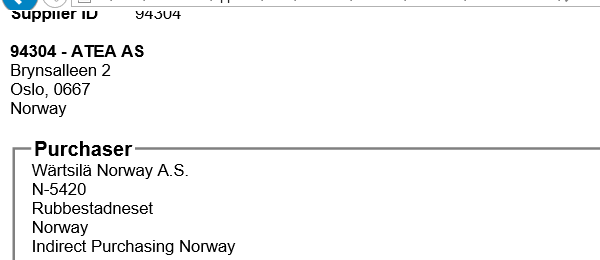 Supplier ID 94304
94304 - ATEA AS
Brynsalleen 2
Oslo, 0667
Norway
Purchaser
Wärtsilä Norway A.S.
N-5420
Rubbestadneset
Norway
Indirect Purchasing Norway